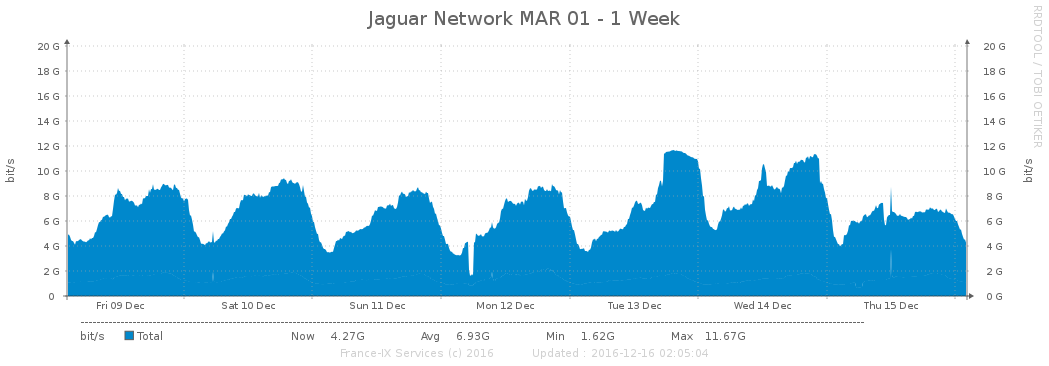 Jaguar Network MAR 01 - 1 Week
RRDTOOL / TOBI OETIKER
20 G 20 G
18 G 18 G
16 G 16 G
14 G 14 G
12 G 12 G
10 G 10 G
8 G 8 G
6 G 6 G
4 G 4 G
2 G 2 G
0 0 G
bit/s
bit/s
Fri 09 Dec Sat 10 Dec Sun 11 Dec Mon 12 Dec Tue 13 Dec Wed 14 Dec Thu 15 Dec
bit/s Total Now 4.27G Avg 6.93G Min 1.62G Max 11.67G
France-IX Services (c) 2016 Updated : 2016-12-16 02:05:04